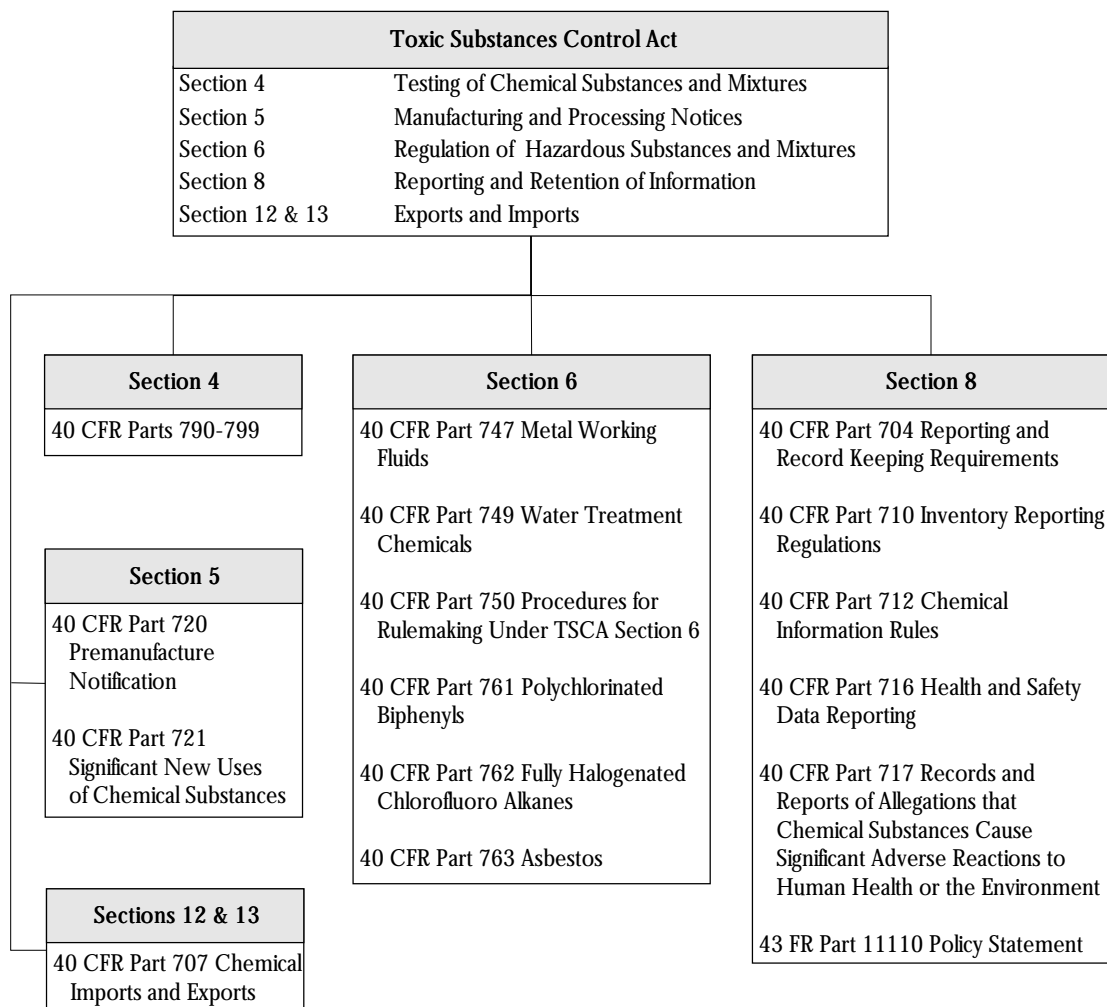 Toxic Substances Control Act
Section 4 Testing of Chemical Substances and Mixtures
Section 5 Manufacturing and Processing Notices
Section 6 Regulation of Hazardous Substances and Mixtures
Section 8 Reporting and Retention of Information
Section 12 & 13 Exports and Imports
Section 4
40 CFR Parts 790-799
Section 5
40 CFR Part 720
Premanufacture
Notification
40 CFR Part 721
Significant New Uses
of Chemical Substances
Sections 12 & 13
40 CFR Part 707 Chemical
Imports and Exports
Section 6
40 CFR Part 747 Metal Working
Fluids
40 CFR Part 749 Water Treatment
Chemicals
40 CFR Part 750 Procedures for
Rulemaking Under TSCA Section 6
40 CFR Part 761 Polychlorinated
Biphenyls
40 CFR Part 762 Fully Halogenated
Chlorofluoro Alkanes
40 CFR Part 763 Asbestos
Section 8
40 CFR Part 704 Reporting and
Record Keeping Requirements
40 CFR Part 710 Inventory Reporting
Regulations
40 CFR Part 712 Chemical
Information Rules
40 CFR Part 716 Health and Safety
Data Reporting
40 CFR Part 717 Records and
Reports of Allegations that
Chemical Substances Cause
Significant Adverse Reactions to
Human Health or the Environment
43 FR Part 11110 Policy Statement